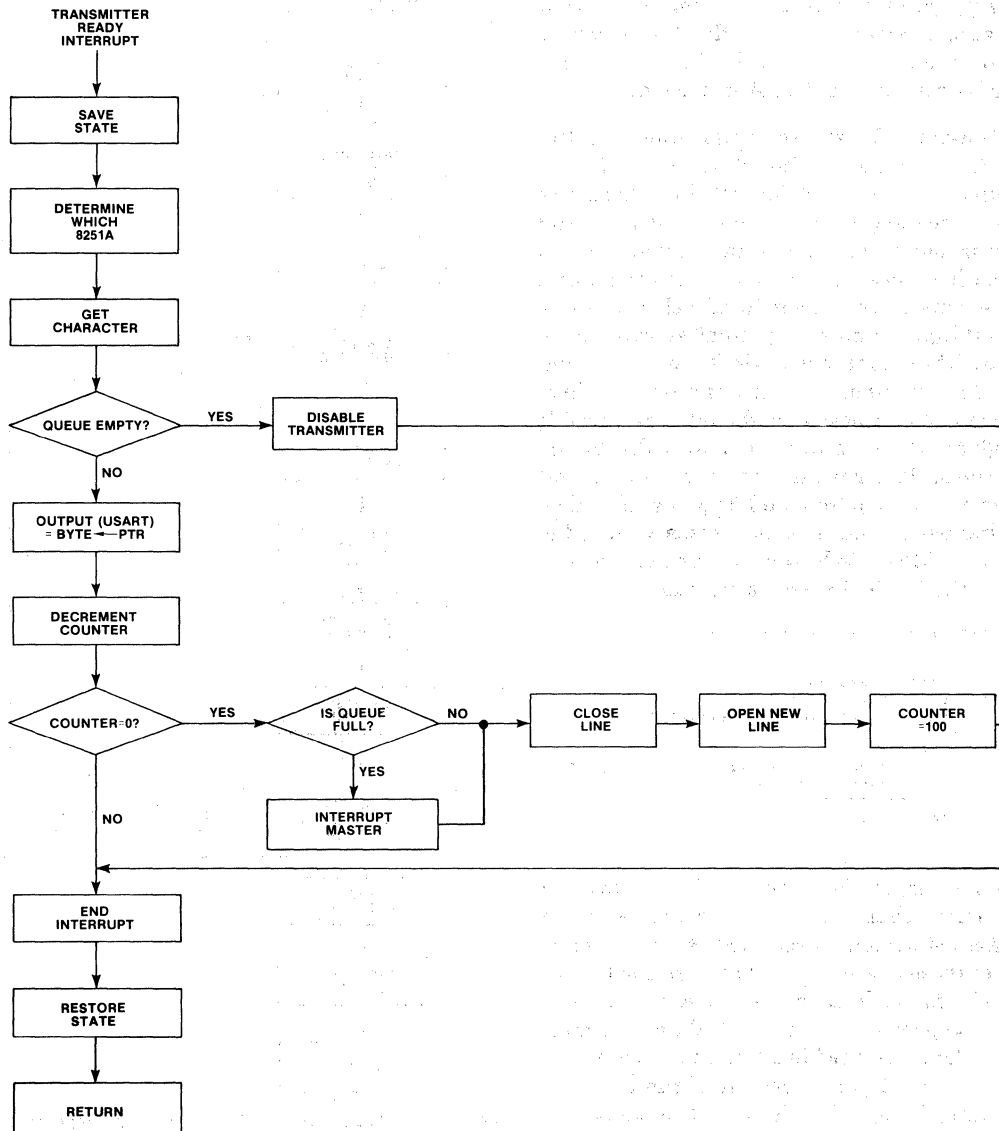 TRANSMITTER
READY
INTERRUPT
SAVE
STATE
DETERMINE
WHICH
8251A
GET
CHARACTER
QUEUE EMPTY?
YES
DISABLE
TRANSMITTER
NO
OUTPUT (USART)
= BYTE ← PTR
DECREMENT
COUNTER
COUNTER=0?
YES
IS QUEUE
FULL?
NO
CLOSE
LINE
OPEN NEW
LINE
COUNTER
=100
YES
INTERRUPT
MASTER
NO
END
INTERRUPT
RESTORE
STATE
RETURN